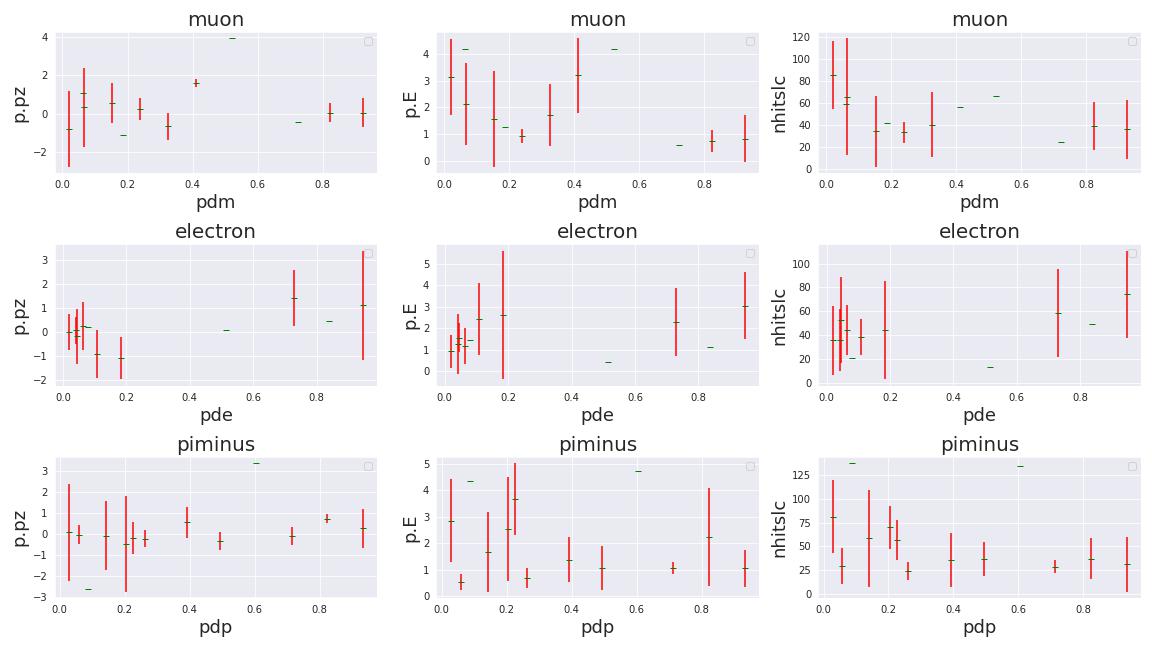 muon muon muon
p.pz 4 2 0 −2
p.E 4 3 2 1 0
nhitslc 120 100 80 60 40 20 0
0.0 0.2 0.4 0.6 0.8 0.0 0.2 0.4 0.6 0.8 0.0 0.2 0.4 0.6 0.8
pdm pdm pdm
electron electron electron
p.pz 3 2 1 0 −1 −2
p.E 5 4 3 2 1 0
nhitslc 100 80 60 40 20 0
0.0 0.2 0.4 0.6 0.8 0.0 0.2 0.4 0.6 0.8 0.0 0.2 0.4 0.6 0.8
pde pde pde
piminus piminus piminus
p.pz 3 2 1 0 −1 −2 −3
p.E 5 4 3 2 1 0
nhitslc 125 100 75 50 25 0
0.0 0.2 0.4 0.6 0.8 0.0 0.2 0.4 0.6 0.8 0.0 0.2 0.4 0.6 0.8
pdp pdp pdp